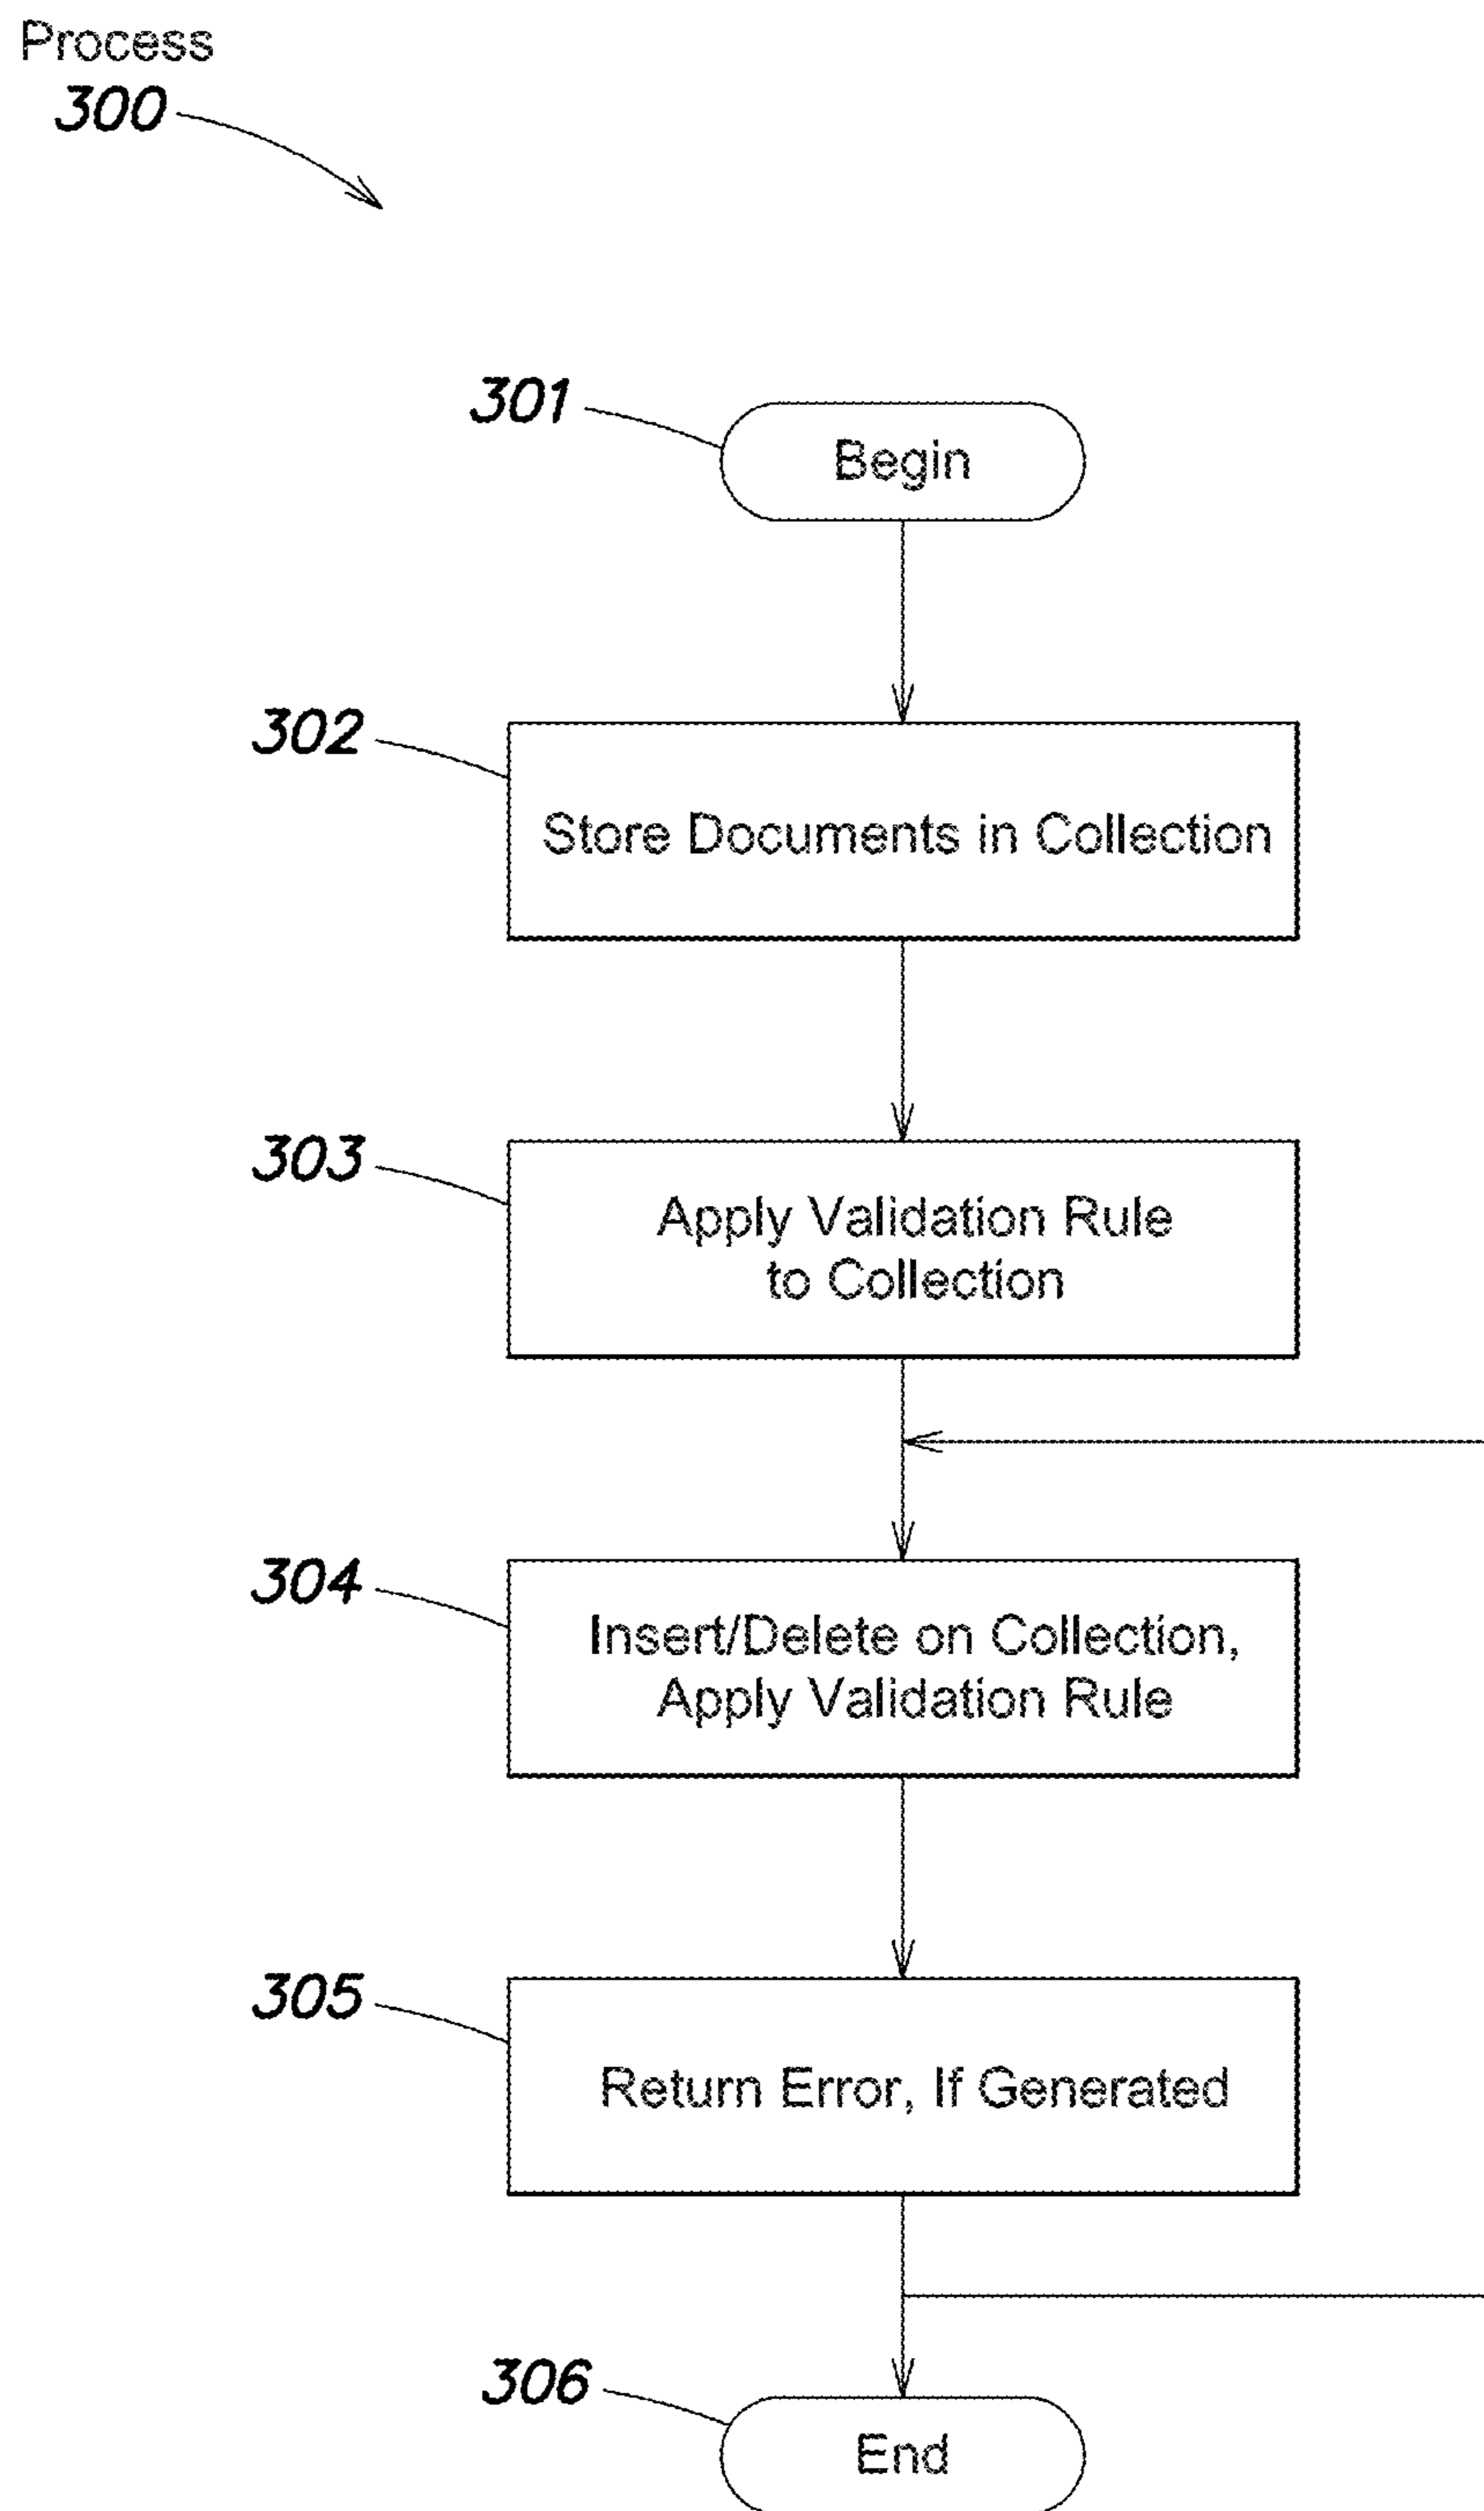 Process
300
301
Begin
302
Store Documents in Collection
303
Apply Validation Rule
to Collection
304
Insert/Delete on Collection,
Apply Validation Rule
305
Return Error, If Generated
306
End